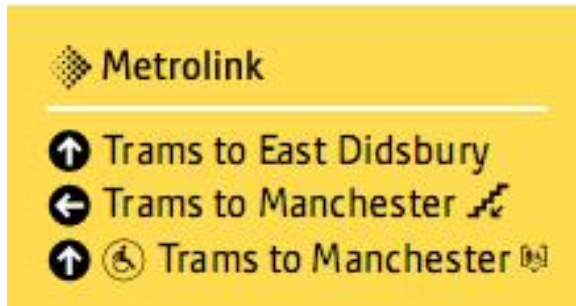 Metrolink
Trams to East Didsbury
Trams to Manchester
Trams to Manchester